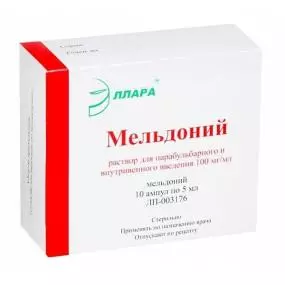 ЭЛЛАРА
Мельдоний
раствор для парабульбарного и
внутривенного введения 100 мг/мл
мельдоний
10 ампул по 5 мл
ЛП-003176
Стерильно
Применять по назначению врача
Отпускают по рецепту